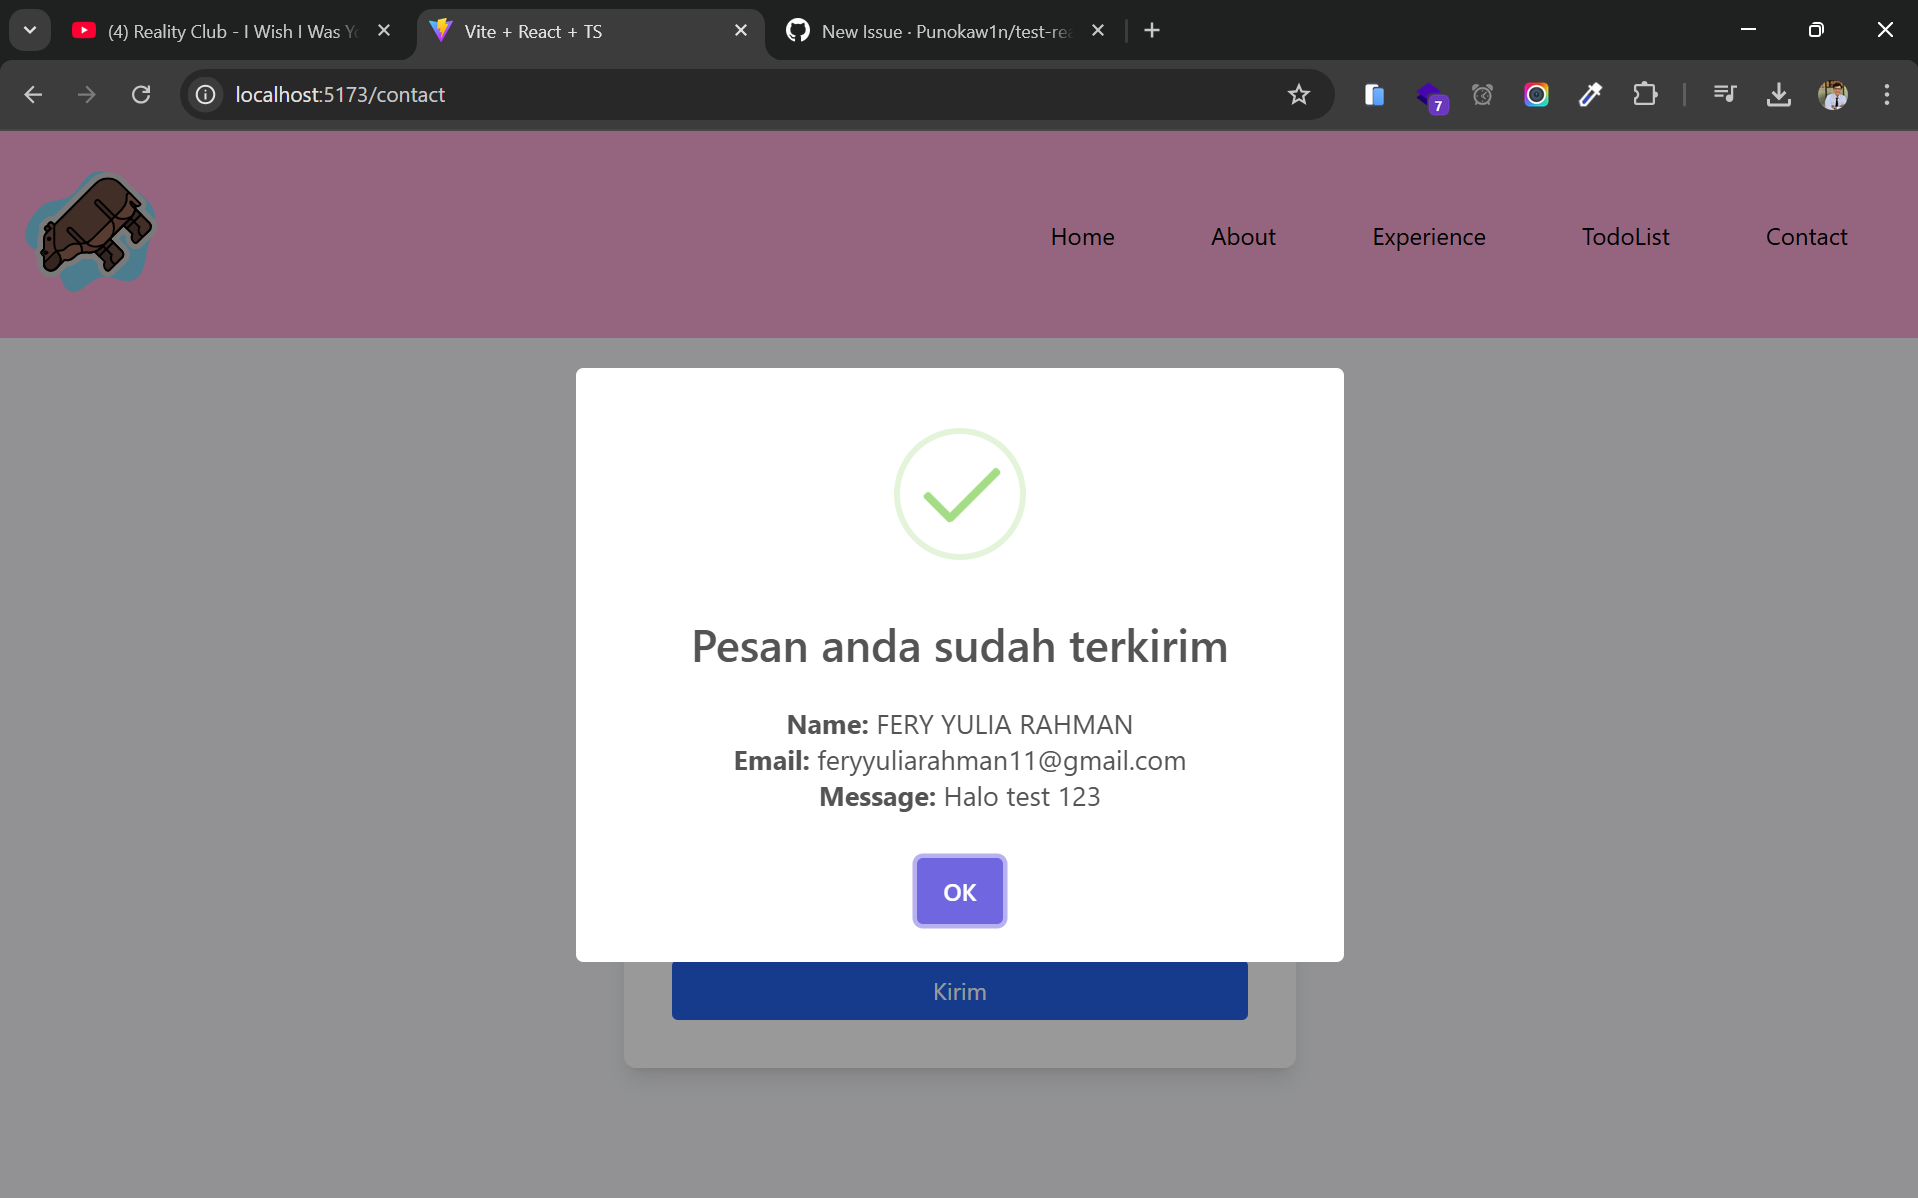 (4) Reality Club - I Wish I Was Yo
Vite + React + TS
New Issue · Punokaw1n/test-rea
localhost:5173/contact
7
Home
About
Experience
TodoList
Contact
Pesan anda sudah terkirim
Name: FERY YULIA RAHMAN
Email: feryyuliarahman11@gmail.com
Message: Halo test 123
OK
Kirim